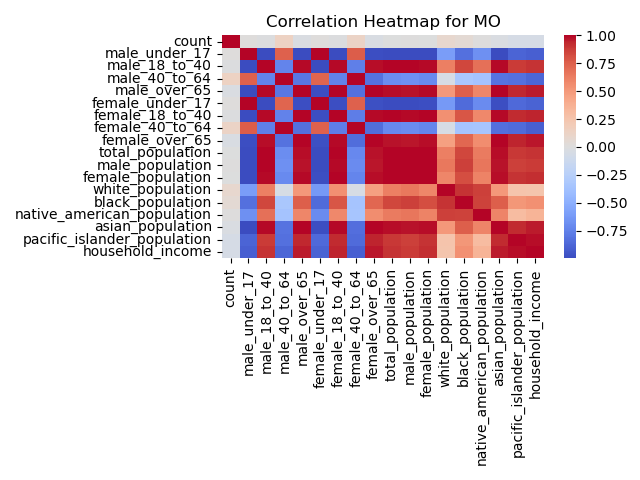 Correlation Heatmap for MO
count
male_under_17
male_18_to_40
male_40_to_64
male_over_65
female_under_17
female_18_to_40
female_40_to_64
female_over_65
total_population
male_population
female_population
white_population
black_population
native_american_population
asian_population
pacific_islander_population
household_income
count
male_under_17
male_18_to_40
male_40_to_64
male_over_65
female_under_17
female_18_to_40
female_40_to_64
female_over_65
total_population
male_population
female_population
white_population
black_population
native_american_population
asian_population
pacific_islander_population
household_income
1.00
0.75
0.50
0.25
0.00
−0.25
−0.50
−0.75